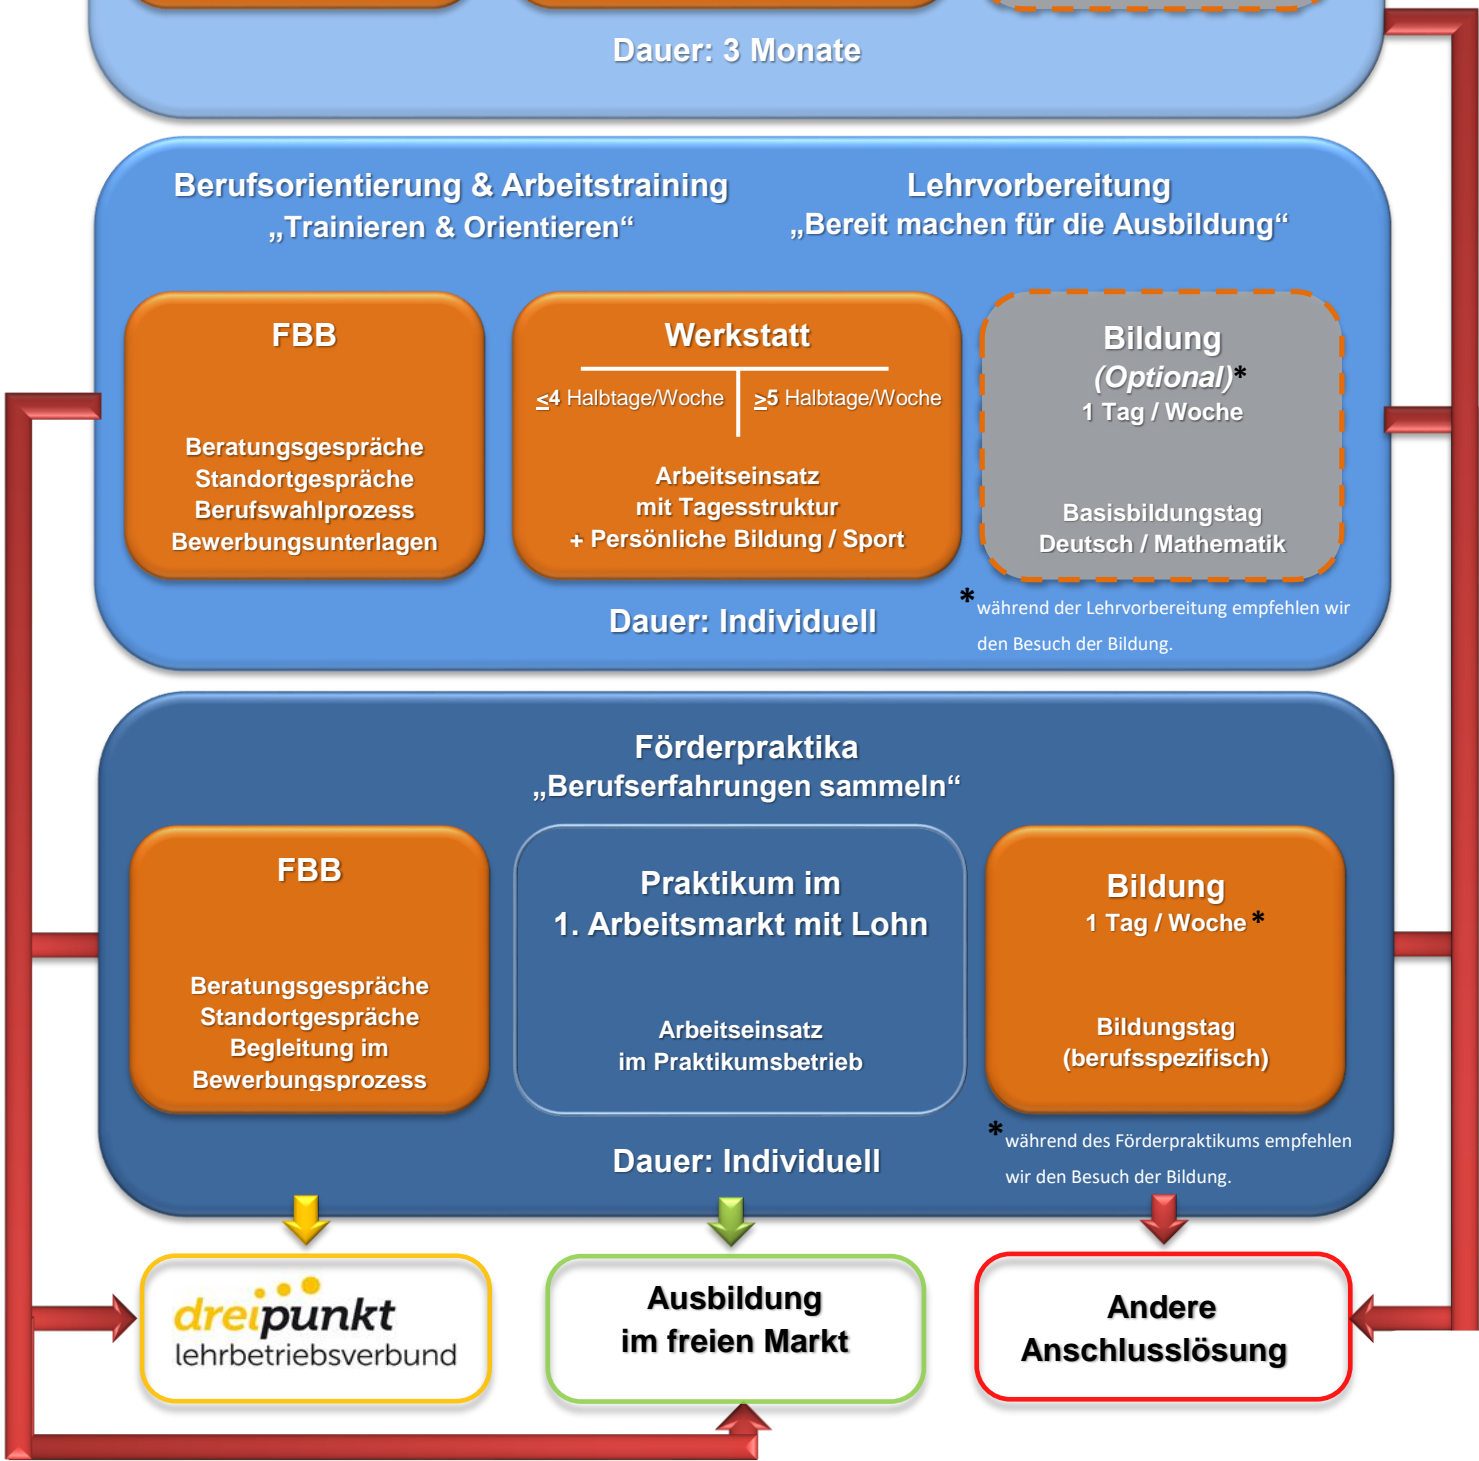 Dauer: 3 Monate
Berufsorientierung & Arbeitstraining
„Trainieren & Orientieren“
Lehrvorbereitung
„Bereit machen für die Ausbildung“
FBB
Beratungsgespräche
Standortgespräche
Berufswahlprozess
Bewerbungsunterlagen
Werkstatt
≤4 Halbtage/Woche
≥5 Halbtage/Woche
Arbeitseinsatz
mit Tagesstruktur
+ Persönliche Bildung / Sport
Bildung
(Optional)*
1 Tag / Woche
Basisbildungstag
Deutsch / Mathematik
Dauer: Individuell
* während der Lehrvorbereitung empfehlen wir
den Besuch der Bildung.
Förderpraktika
„Berufserfahrungen sammeln“
FBB
Beratungsgespräche
Standortgespräche
Begleitung im
Bewerbungsprozess
Praktikum im
1. Arbeitsmarkt mit Lohn
Arbeitseinsatz
im Praktikumsbetrieb
Bildung
1 Tag / Woche *
Bildungstag
(berufsspezifisch)
Dauer: Individuell
* während des Förderpraktikums empfehlen
wir den Besuch der Bildung.
dreipunkt
lehrbetriebsverbund
Ausbildung
im freien Markt
Andere
Anschlusslösung